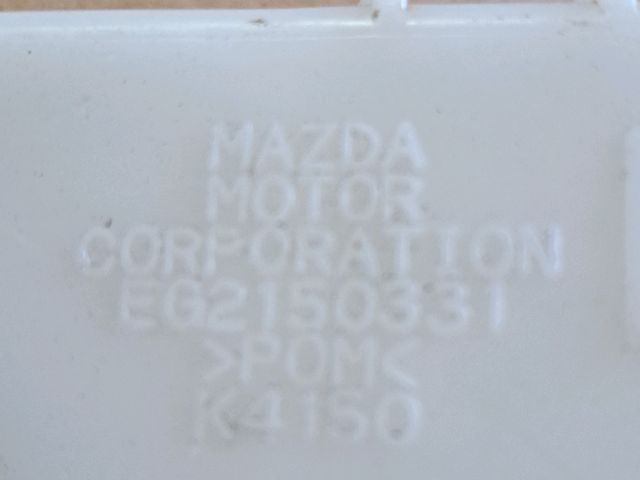 MAZDA
MOTOR
CORPORATION
EG2150331
>POM<
K4150